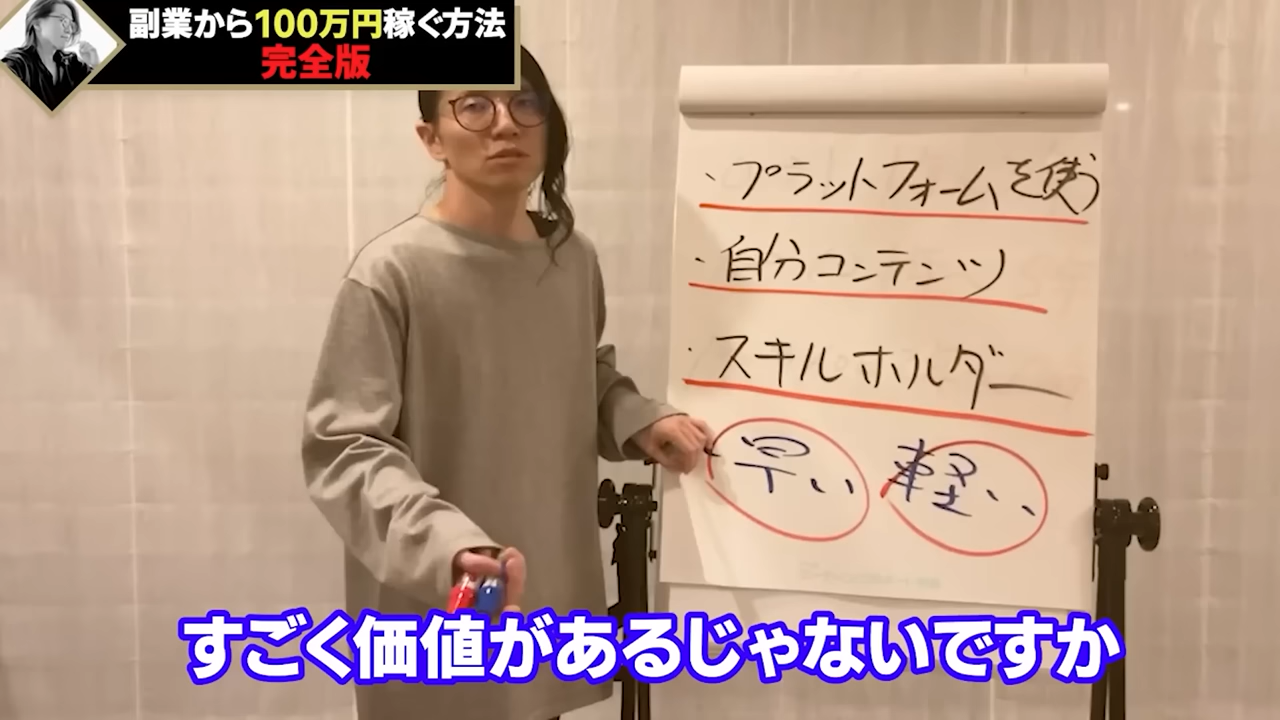 副業から100万円稼ぐ方法
完全版
・プラットフォームを使う
・自分コンテンツ
・スキルホルダー
早い 軽い
すごく価値があるじゃないですか